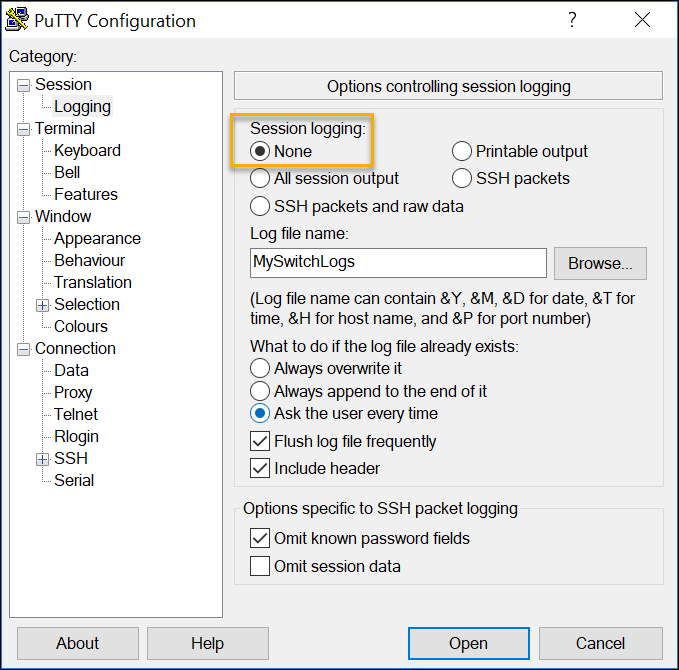 PuTTY Configuration
?
Category:
Session
Logging
Terminal
Keyboard
Bell
Features
Window
Appearance
Behaviour
Translation
Selection
Colours
Connection
Data
Proxy
Telnet
Rlogin
SSH
Serial
Options controlling session logging
Session logging:
None
Printable output
All session output
SSH packets
SSH packets and raw data
Log file name:
MySwitchLogs
Browse...
(Log file name can contain &Y, &M, &D for date, &T for
time, &H for host name, and &P for port number)
What to do if the log file already exists:
Always overwrite it
Always append to the end of it
Ask the user every time
Flush log file frequently
Include header
Options specific to SSH packet logging
Omit known password fields
Omit session data
About
Help
Open
Cancel